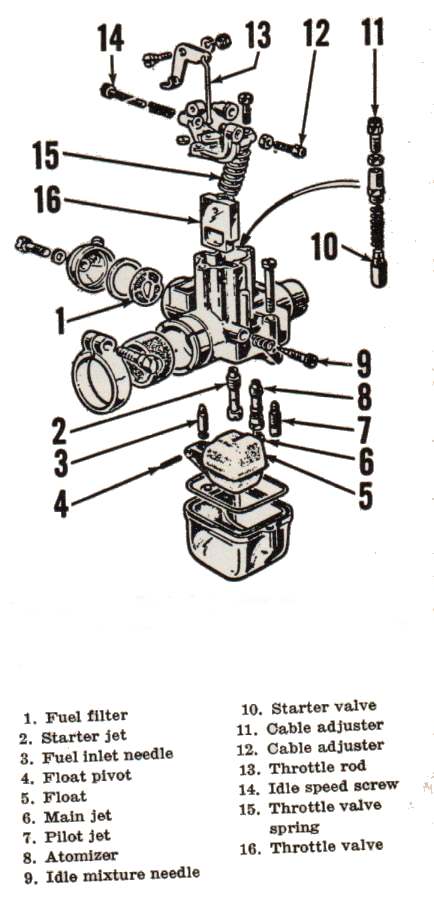 14
13
12
11
15
16
10
1
9
2
8
3
7
6
4
5
1. Fuel filter
2. Starter jet
3. Fuel inlet needle
4. Float pivot
5. Float
6. Main jet
7. Pilot jet
8. Atomizer
9. Idle mixture needle
10. Starter valve
11. Cable adjuster
12. Cable adjuster
13. Throttle rod
14. Idle speed screw
15. Throttle valve
spring
16. Throttle valve